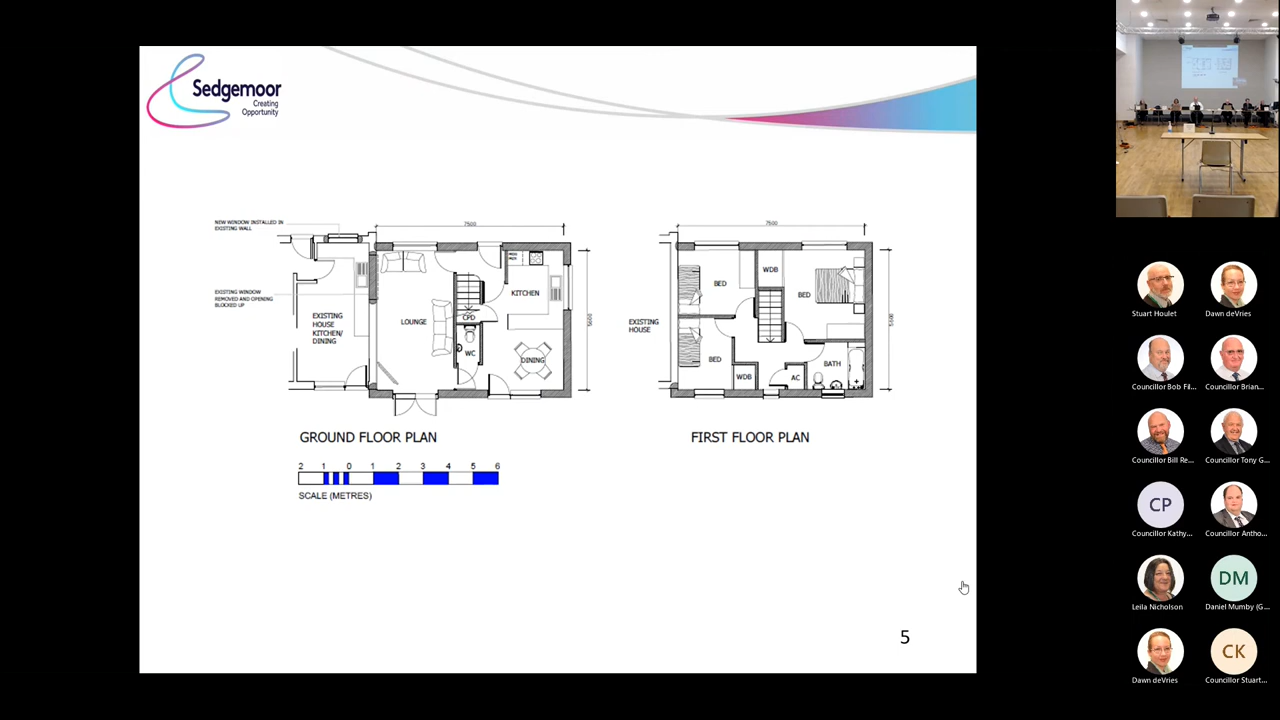 Sedgemoor
Creating
Opportunity
NEW WINDOW INSTALLED IN
EXISTING WALL
EXISTING WINDOW
REMOVED AND OPENING
BLOCKED UP
7500
EXISTING
HOUSE
KITCHEN/
DINING
LOUNGE
CPD
WC
KITCHEN
DINING
GROUND FLOOR PLAN
2 1 0 1 2 3 4 5 6
SCALE (METRES)
7500
EXISTING
HOUSE
BED
WDB
BED
BED
WDB
AC
BATH
FIRST FLOOR PLAN
5
Stuart Houlet
Dawn deVries
Councillor Bob Fil...
Councillor Brian...
Councillor Bill Re...
Councillor Tony G...
CP
Councillor Kathy...
Councillor Antho...
Leila Nicholson
DM
Daniel Mumby (G...
Dawn deVries
CK
Councillor Stuart...